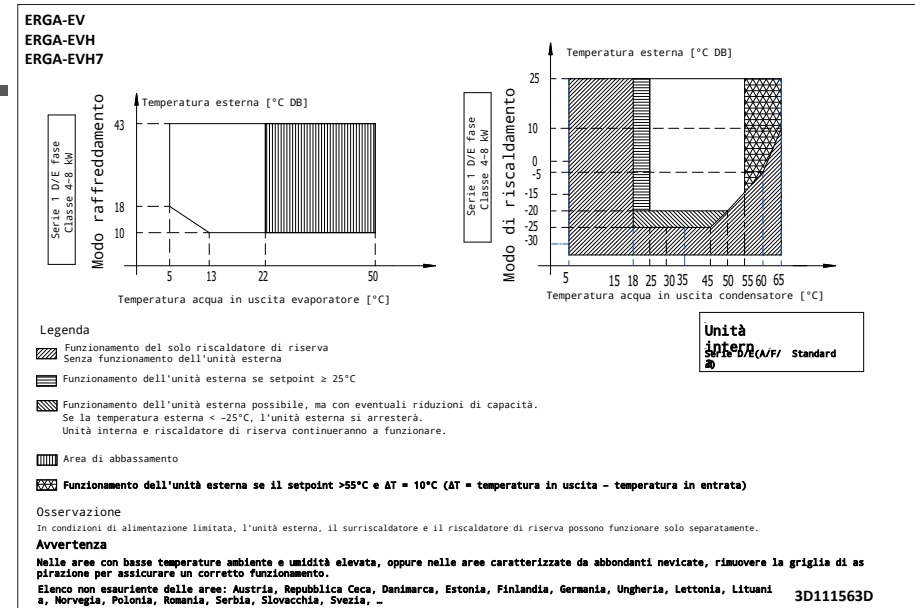 ERGA-EV
ERGA-EVH
ERGA-EVH7
Serie 1 D/E fase
Classe 4~8 kW
Modo raffreddamento
Temperatura esterna [°C DB]
43
18
10
5 13 22 50
Temperatura acqua in uscita evaporatore [°C]
Serie 1 D/E fase
Classe 4~8 kW
Modo di riscaldamento
Temperatura esterna [°C DB]
25
10
0
-5
-15
-20
-25
-30
5 15 18 25 30 35 45 50 55 60 65
Temperatura acqua in uscita condensatore [°C]
Unità
intern
Serie D/E(A/F/ Standard
Legenda
Funzionamento del solo riscaldatore di riserva
Senza funzionamento dell'unità esterna
Funzionamento dell'unità esterna se setpoint ≥ 25°C
Funzionamento dell'unità esterna possibile, ma con eventuali riduzioni di capacità.
Se la temperatura esterna < –25°C, l'unità esterna si arresterà.
Unità interna e riscaldatore di riserva continueranno a funzionare.
Area di abbassamento
Funzionamento dell'unità esterna se il setpoint >55°C e ΔT = 10°C (ΔT = temperatura in uscita – temperatura in entrata)
Osservazione
In condizioni di alimentazione limitata, l'unità esterna, il surriscaldatore e il riscaldatore di riserva possono funzionare solo separatamente.
Avvertenza
Nelle aree con basse temperature ambiente e umidità elevata, oppure nelle aree caratterizzate da abbondanti nevicate, rimuovere la griglia di as
pirazione per assicurare un corretto funzionamento.
Elenco non esauriente delle aree: Austria, Repubblica Ceca, Danimarca, Estonia, Finlandia, Germania, Ungheria, Lettonia, Lituani
a, Norvegia, Polonia, Romania, Serbia, Slovacchia, Svezia, …
3D111563D